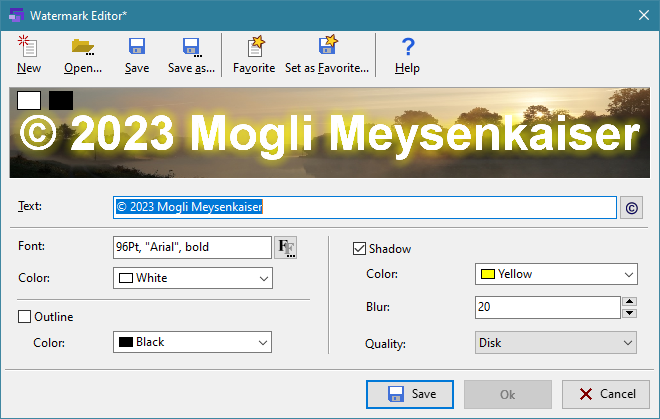 Watermark Editor*
New Open... Save Save as... Favorite Set as Favorite... Help
© 2023 Mogli Meysenkaiser
Text: © 2023 Mogli Meysenkaiser ©
Font: 96Pt, "Arial", bold FF... Shadow
Color: White Color: Yellow
Outline Blur: 20
Color: Black Quality: Disk
Save Ok Cancel